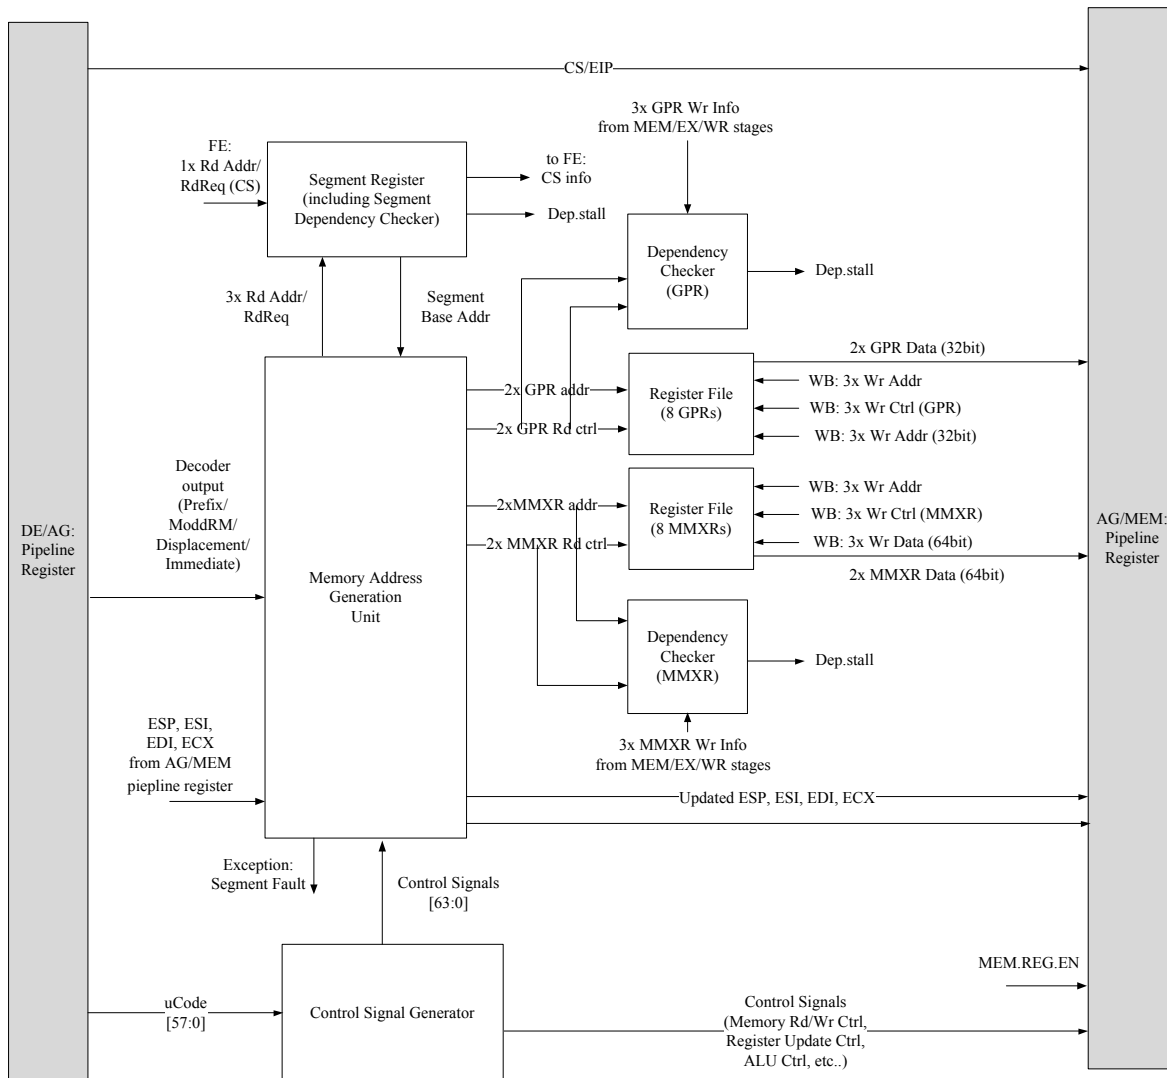 CS/EIP
3x GPR Wr Info
from MEM/EX/WR stages
FE:
1x Rd Addr/
RdReq (CS)
Segment Register
(including Segment
Dependency Checker)
to FE:
CS info
Dep.stall
Dependency
Checker
(GPR)
Dep.stall
3x Rd Addr/
RdReq
Segment
Base Addr
2x GPR Data (32bit)
2x GPR addr
2x GPR Rd ctrl
Register File
(8 GPRs)
WB: 3x Wr Addr
WB: 3x Wr Ctrl (GPR)
WB: 3x Wr Addr (32bit)
Decoder
output
(Prefix/
ModdRM/
Displacement/
Immediate)
2xMMXR addr
2x MMXR Rd ctrl
Register File
(8 MMXRs)
WB: 3x Wr Addr
WB: 3x Wr Ctrl (MMXR)
WB: 3x Wr Data (64bit)
2x MMXR Data (64bit)
DE/AG:
Pipeline
Register
AG/MEM:
Pipeline
Register
Memory Address
Generation
Unit
Dependency
Checker
(MMXR)
Dep.stall
3x MMXR Wr Info
from MEM/EX/WR stages
ESP, ESI,
EDI, ECX
from AG/MEM
piepline register
Updated ESP, ESI, EDI, ECX
Exception:
Segment Fault
Control Signals
[63:0]
MEM.REG.EN
uCode
[57:0]
Control Signal Generator
Control Signals
(Memory Rd/Wr Ctrl,
Register Update Ctrl,
ALU Ctrl, etc..)